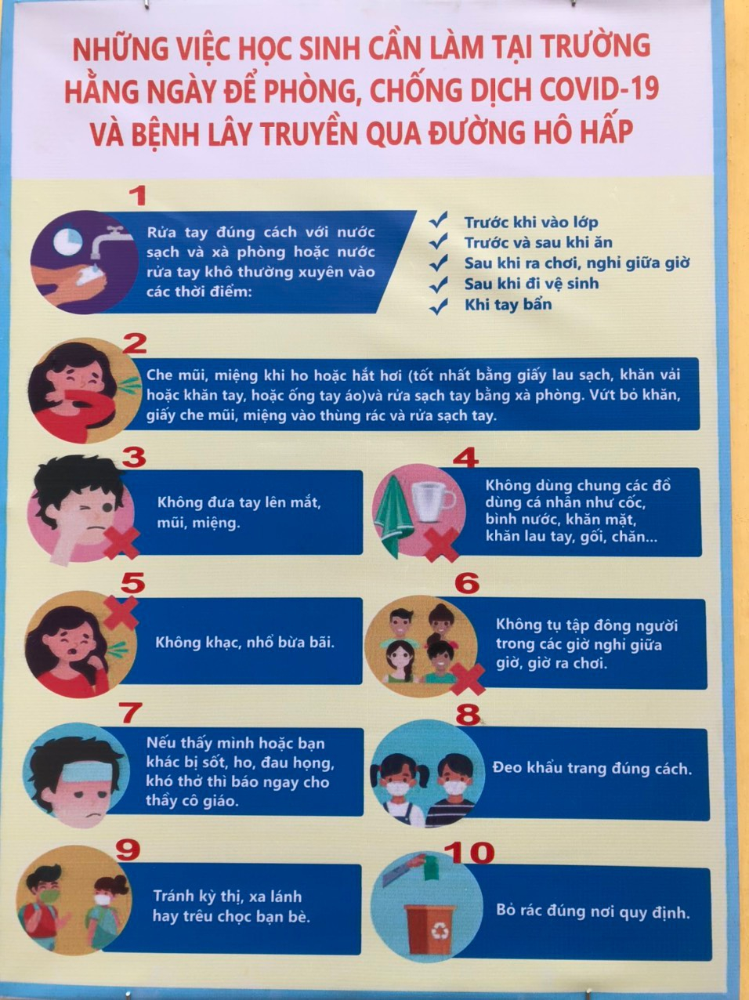 NHỮNG VIỆC HỌC SINH CẦN LÀM TẠI TRƯỜNG
HẰNG NGÀY ĐỂ PHÒNG, CHỐNG DỊCH COVID-19
VÀ BỆNH LÂY TRUYỀN QUA ĐƯỜNG HÔ HẤP
1
Rửa tay đúng cách với nước
sạch và xà phòng hoặc nước
rửa tay khô thường xuyên vào
các thời điểm:
Trước khi vào lớp
Trước và sau khi ăn
Sau khi ra chơi, nghỉ giữa giờ
Sau khi đi vệ sinh
Khi tay bẩn
2
Che mũi, miệng khi ho hoặc hắt hơi (tốt nhất bằng giấy lau sạch, khăn vải
hoặc khăn tay, hoặc ống tay áo)và rửa sạch tay bằng xà phòng. Vứt bỏ khăn,
giấy che mũi, miệng vào thùng rác và rửa sạch tay.
3
Không đưa tay lên mắt,
mũi, miệng.
4
Không dùng chung các đồ
dùng cá nhân như cốc,
bình nước, khăn mặt,
khăn lau tay, gối, chăn...
5
Không khạc, nhổ bừa bãi.
6
Không tụ tập đông người
trong các giờ nghỉ giữa
giờ, giờ ra chơi.
7
Nếu thấy mình hoặc bạn
khác bị sốt, ho, đau họng,
khó thở thì báo ngay cho
thầy cô giáo.
8
Đeo khẩu trang đúng cách.
9
Tránh kỳ thị, xa lánh
hay trêu chọc bạn bè.
10
Bỏ rác đúng nơi quy định.